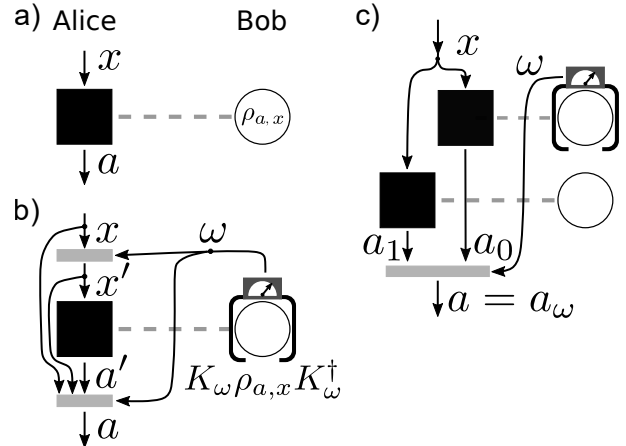 a) Alice Bob
x
ρ_{a,x}
a
b)
x
ω
x′
a′
K_ω ρ_{a,x} K_ω^†
a
c)
x
ω
a_1 a_0
a = a_ω